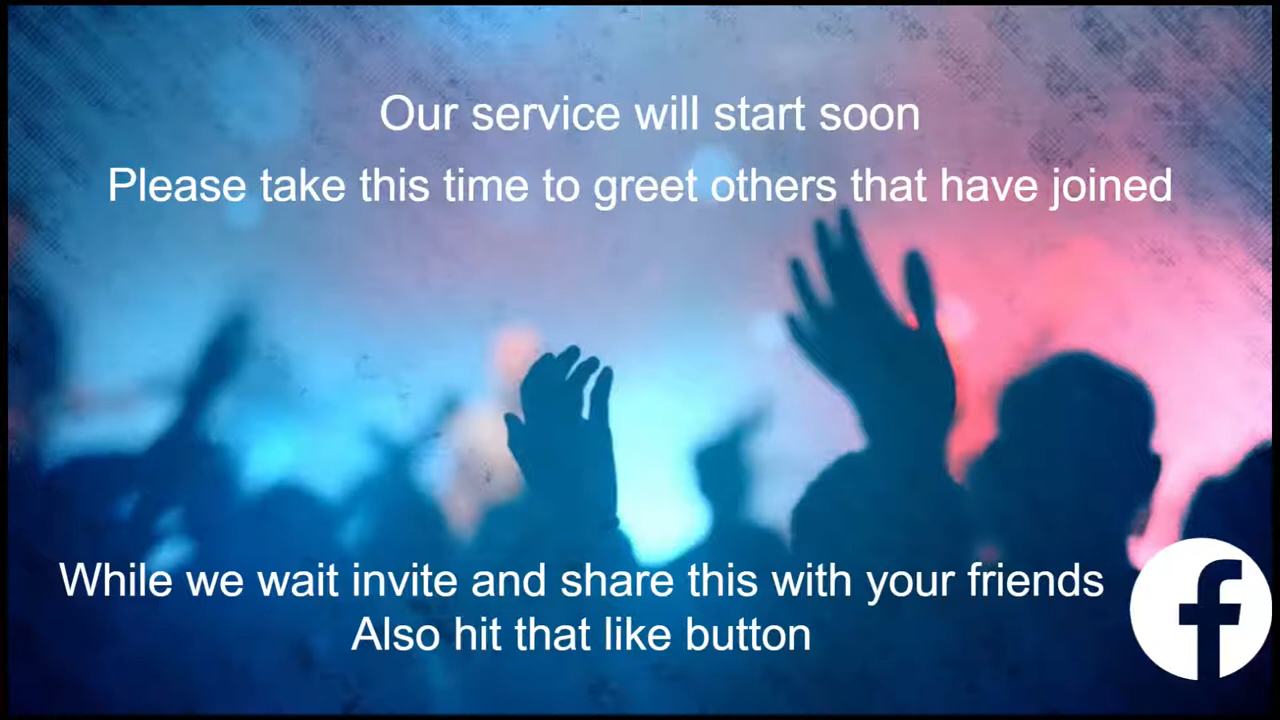 Our service will start soon
Please take this time to greet others that have joined
While we wait invite and share this with your friends
Also hit that like button